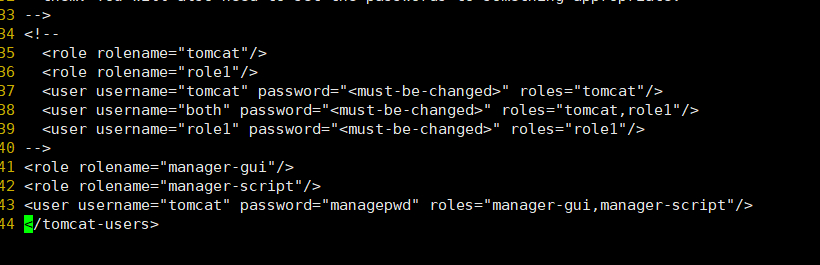 33 -->
34 <!--
35   <role rolename="tomcat"/>
36   <role rolename="role1"/>
37   <user username="tomcat" password="<must-be-changed>" roles="tomcat"/>
38   <user username="both" password="<must-be-changed>" roles="tomcat,role1"/>
39   <user username="role1" password="<must-be-changed>" roles="role1"/>
40 -->
41 <role rolename="manager-gui"/>
42 <role rolename="manager-script"/>
43 <user username="tomcat" password="managepwd" roles="manager-gui,manager-script"/>
44 </tomcat-users>